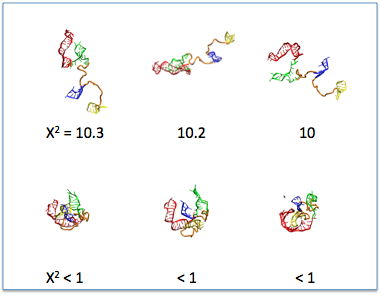 X² = 10.3 10.2 10
X² < 1 < 1 < 1